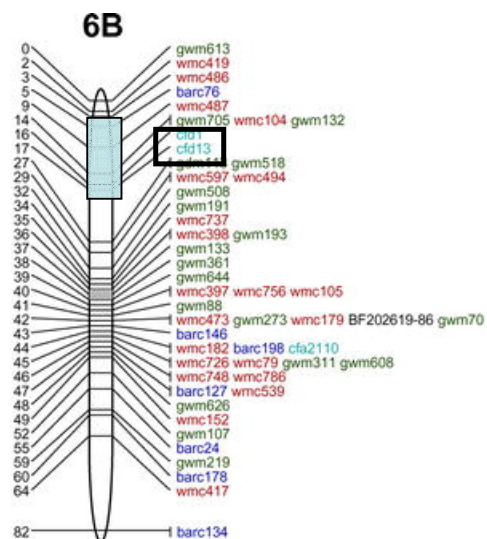 6B
0 gwm613
2 wmc419
3 wmc486
5 barc76
9 wmc487
14 gwm705 wmc104 gwm132
16 cfd1
17 cfd13
27 gwm518
29 wmc597 wmc494
32 gwm508
34 gwm191
35 wmc737
36 wmc398 gwm193
37 gwm133
38 gwm361
39 gwm644
40 wmc397 wmc756 wmc105
41 gwm88
42 wmc473 gwm273 wmc179 BF202619-86 gwm70
43 barc146
44 wmc182 barc198 cfa2110
45 wmc726 wmc79 gwm311 gwm608
46 wmc748 wmc786
47 barc127 wmc539
48 gwm626
49 wmc152
52 gwm107
55 barc24
59 gwm219
60 barc178
64 wmc417
82 barc134